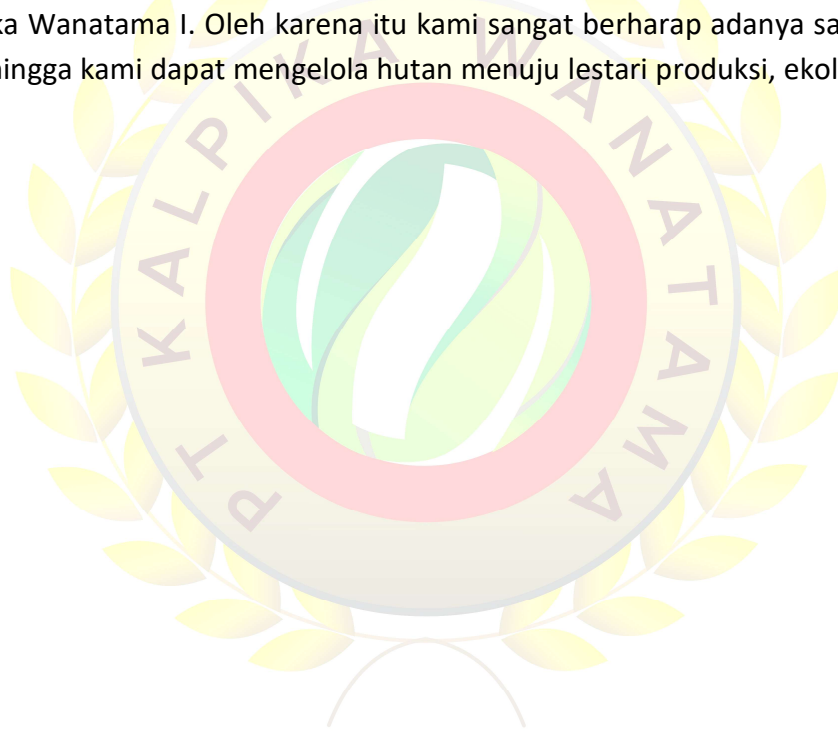 ka Wanatama I. Oleh karena itu kami sangat berharap adanya sa
ingga kami dapat mengelola hutan menuju lestari produksi, ekol
PT KALPIKA WANATAMA